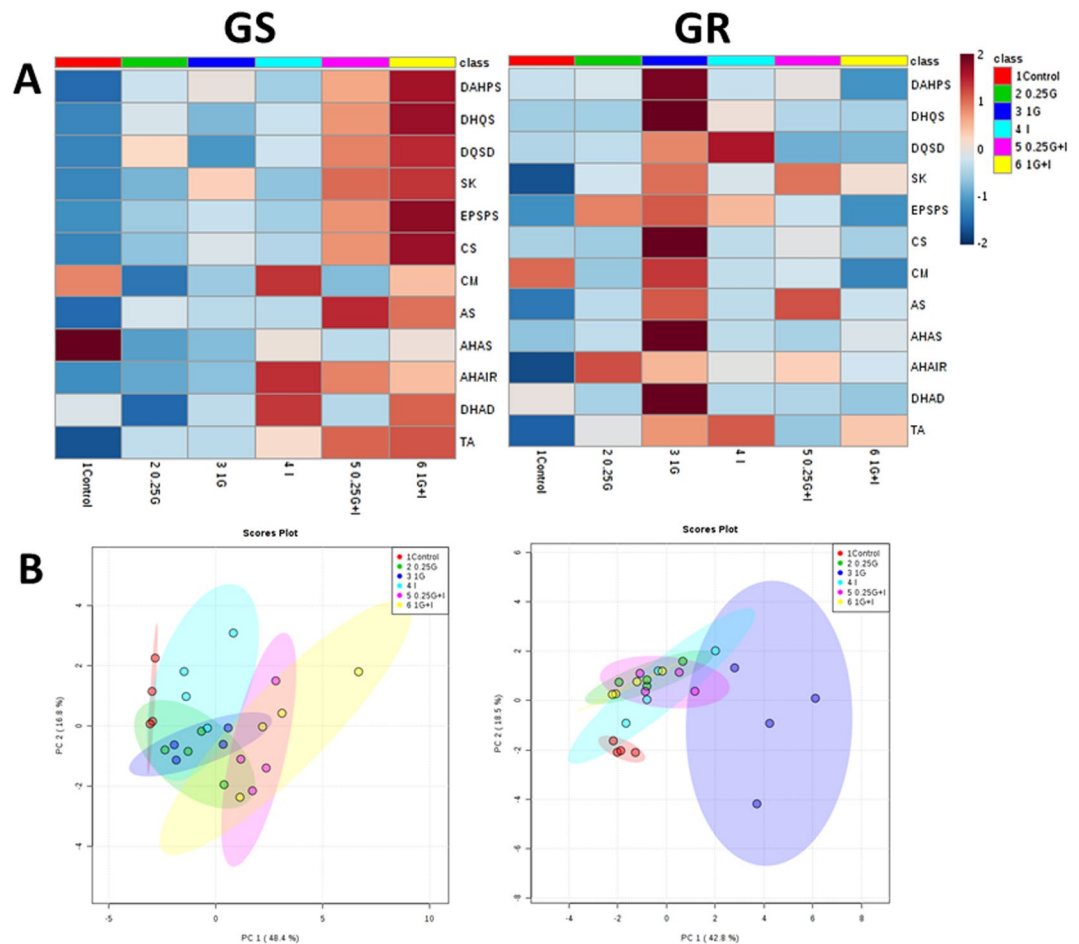 GS
GR
A
class
DAHPS
DHQS
DQSD
SK
EPSPS
CS
CM
AS
AHAS
AHAIR
DHAD
TA
1Control
2 0.25G
3 1G
4 I
5 0.25G+I
6 1G+I
class
DAHPS
DHQS
DQSD
SK
EPSPS
CS
CM
AS
AHAS
AHAIR
DHAD
TA
1Control
2 0.25G
3 1G
4 I
5 0.25G+I
6 1G+I
2
1
0
-1
-2
class
1Control
2 0.25G
3 1G
4 I
5 0.25G+I
6 1G+I
B
Scores Plot
1Control
2 0.25G
3 1G
4 I
5 0.25G+I
6 1G+I
PC 2 ( 16.8 %)
4
2
0
-2
-4
-5
0
5
10
PC 1 ( 48.4 %)
Scores Plot
1Control
2 0.25G
3 1G
4 I
5 0.25G+I
6 1G+I
PC 2 ( 18.5 %)
6
4
2
0
-2
-4
-6
-8
-4
-2
0
2
4
6
8
PC 1 ( 42.8 %)